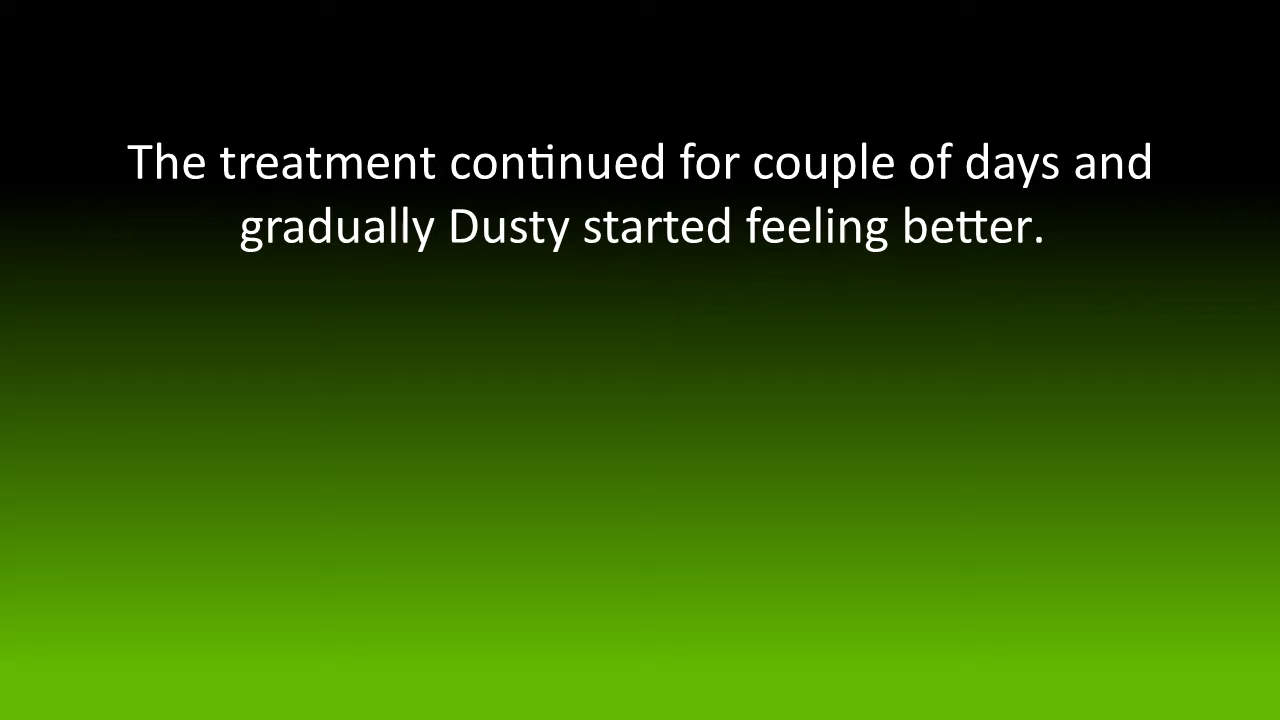 The treatment continued for couple of days and
gradually Dusty started feeling better.